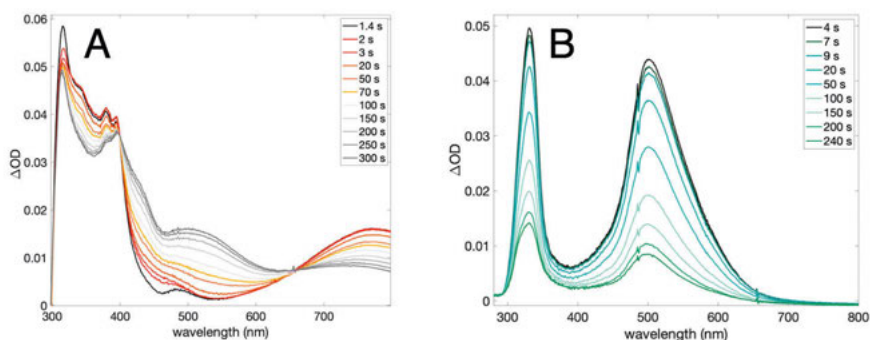 A
0.06
0.05
0.04
0.03
0.02
0.01
0
ΔOD
300
400
500
600
700
wavelength (nm)
1.4 s
2 s
3 s
20 s
50 s
70 s
100 s
150 s
200 s
250 s
300 s
B
0.05
0.04
0.03
0.02
0.01
0
ΔOD
300
400
500
600
700
800
wavelength (nm)
4 s
7 s
9 s
20 s
50 s
100 s
150 s
200 s
240 s